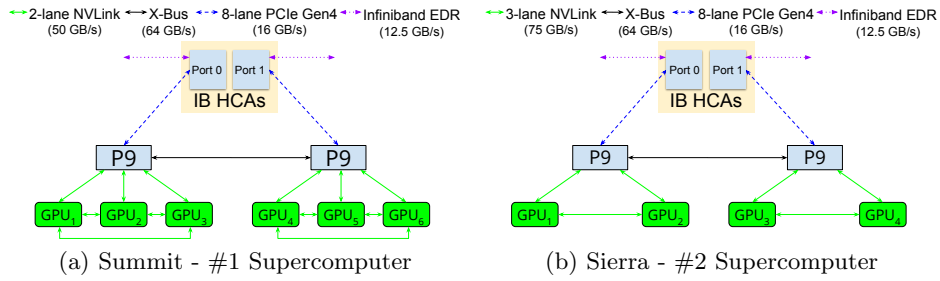 2-lane NVLink X-Bus 8-lane PCIe Gen4 Infiniband EDR
(50 GB/s) (64 GB/s) (16 GB/s) (12.5 GB/s)
Port 0 Port 1
IB HCAs
P9 P9
GPU1 GPU2 GPU3 GPU4 GPU5 GPU6
(a) Summit - #1 Supercomputer
3-lane NVLink X-Bus 8-lane PCIe Gen4 Infiniband EDR
(75 GB/s) (64 GB/s) (16 GB/s) (12.5 GB/s)
Port 0 Port 1
IB HCAs
P9 P9
GPU1 GPU2 GPU3 GPU4
(b) Sierra - #2 Supercomputer